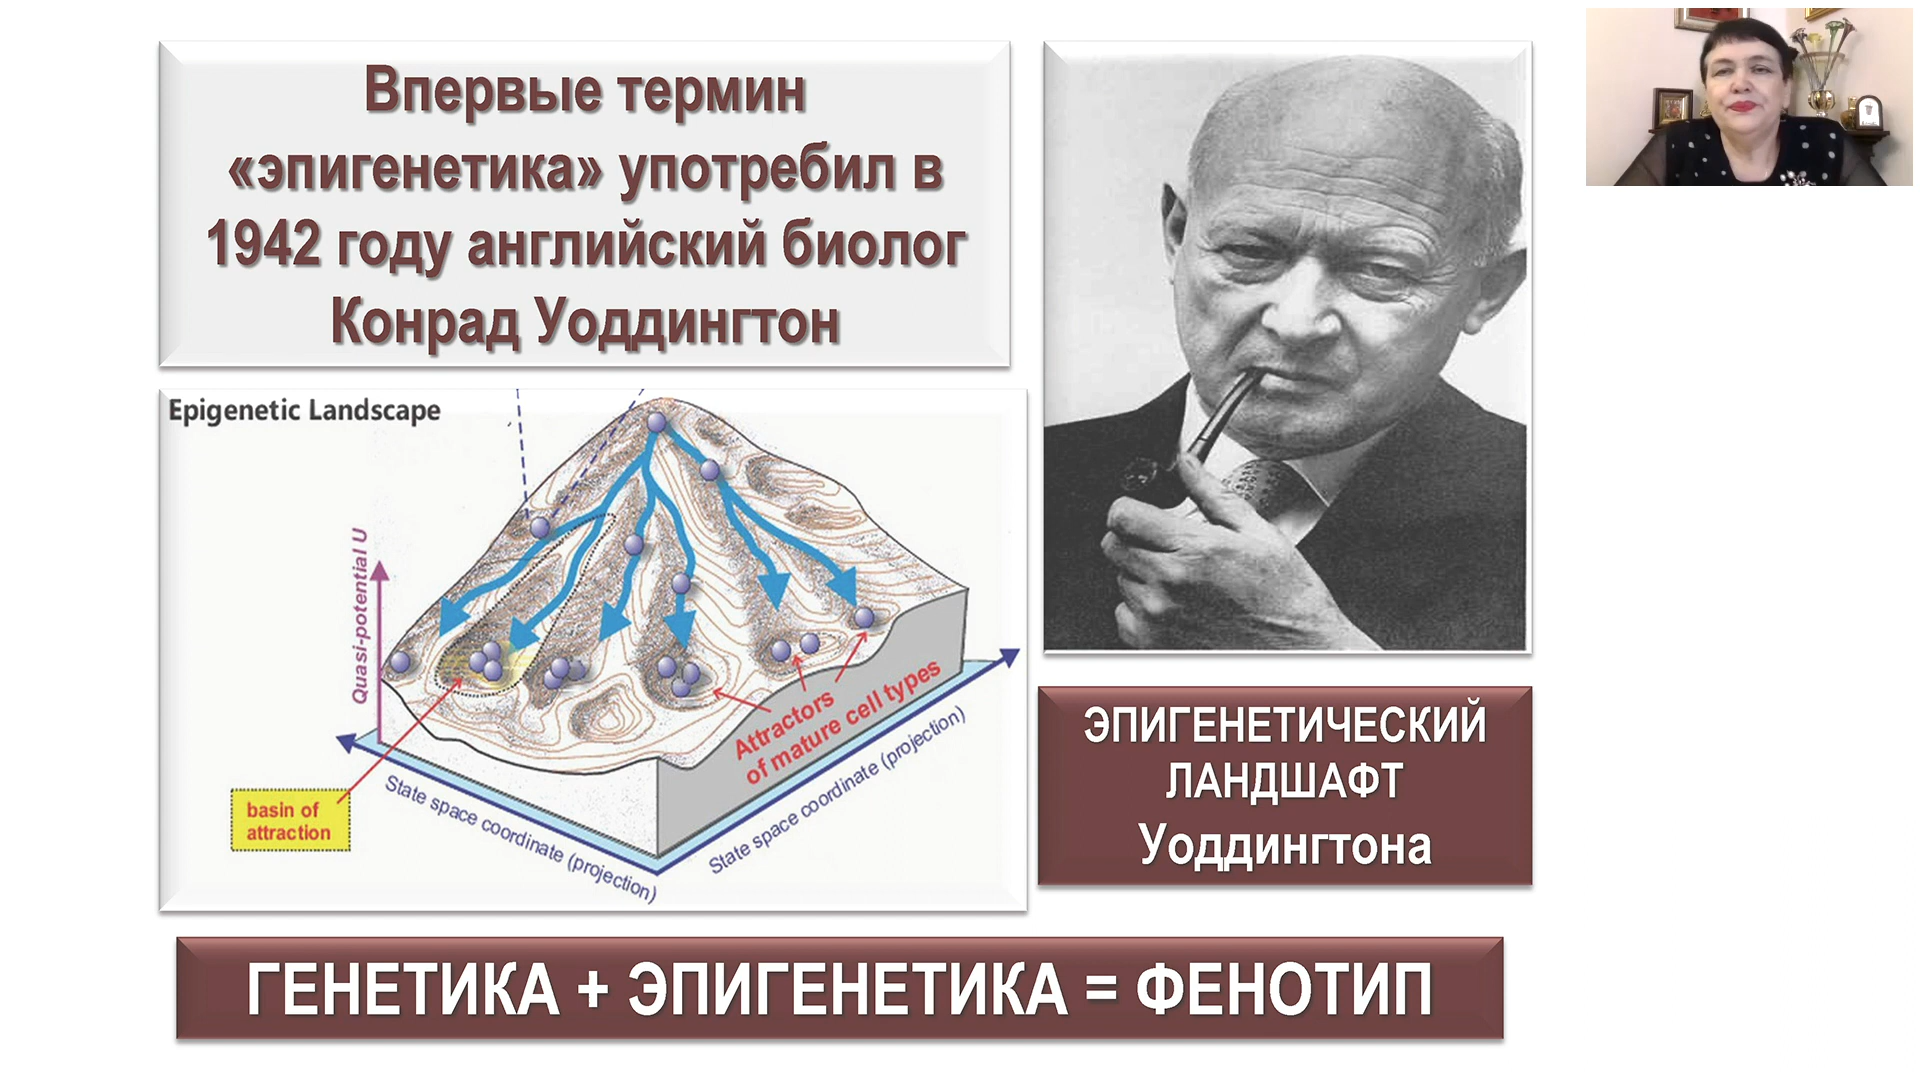 Впервые термин
«эпигенетика» употребил в
1942 году английский биолог
Конрад Уоддингтон
Epigenetic Landscape
Quasi-potential U
Attractors
of mature cell types
basin of
attraction
State space coordinate (projection)
State space coordinate (projection)
ЭПИГЕНЕТИЧЕСКИЙ
ЛАНДШАФТ
Уоддингтона
ГЕНЕТИКА + ЭПИГЕНЕТИКА = ФЕНОТИП